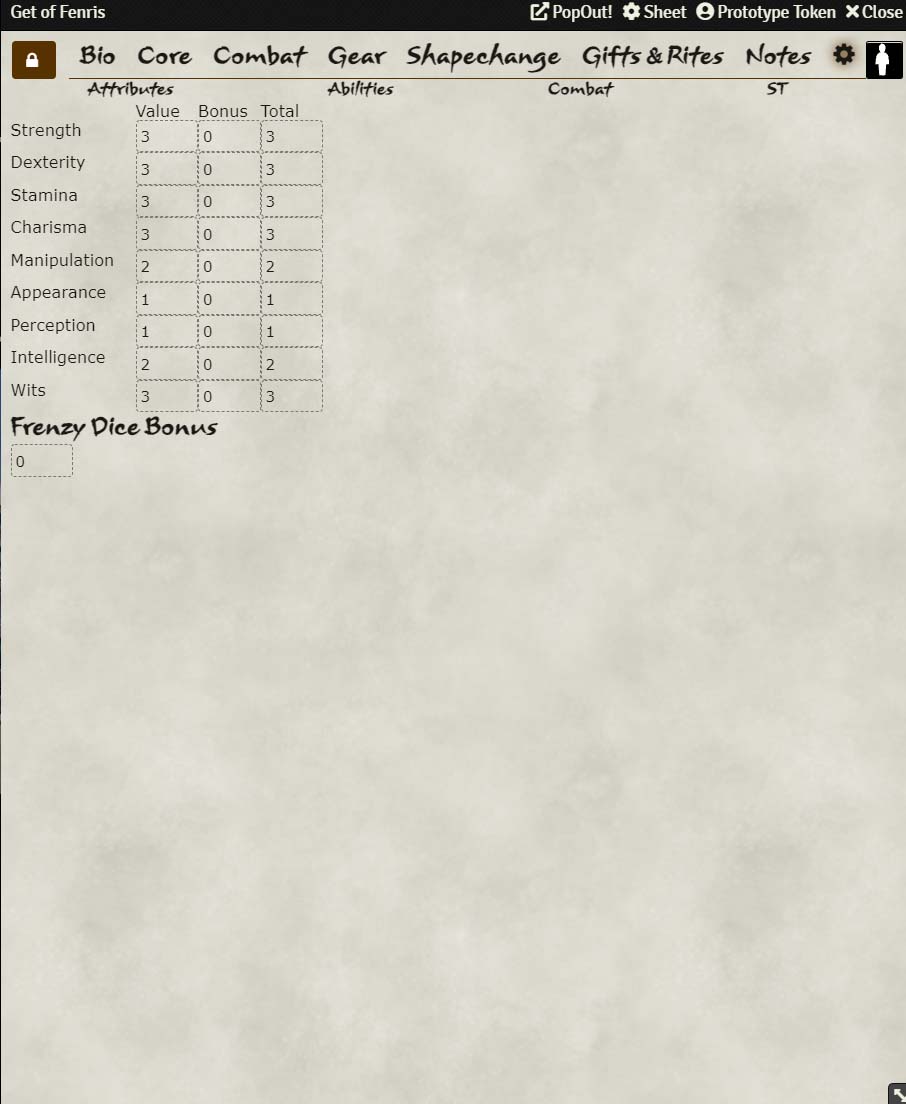 Get of Fenris PopOut! Sheet Prototype Token Close
Bio Core Combat Gear Shapechange Gifts & Rites Notes
Attributes Abilities Combat ST
Value Bonus Total
Strength 3 0 3
Dexterity 3 0 3
Stamina 3 0 3
Charisma 3 0 3
Manipulation 2 0 2
Appearance 1 0 1
Perception 1 0 1
Intelligence 2 0 2
Wits 3 0 3
Frenzy Dice Bonus
0